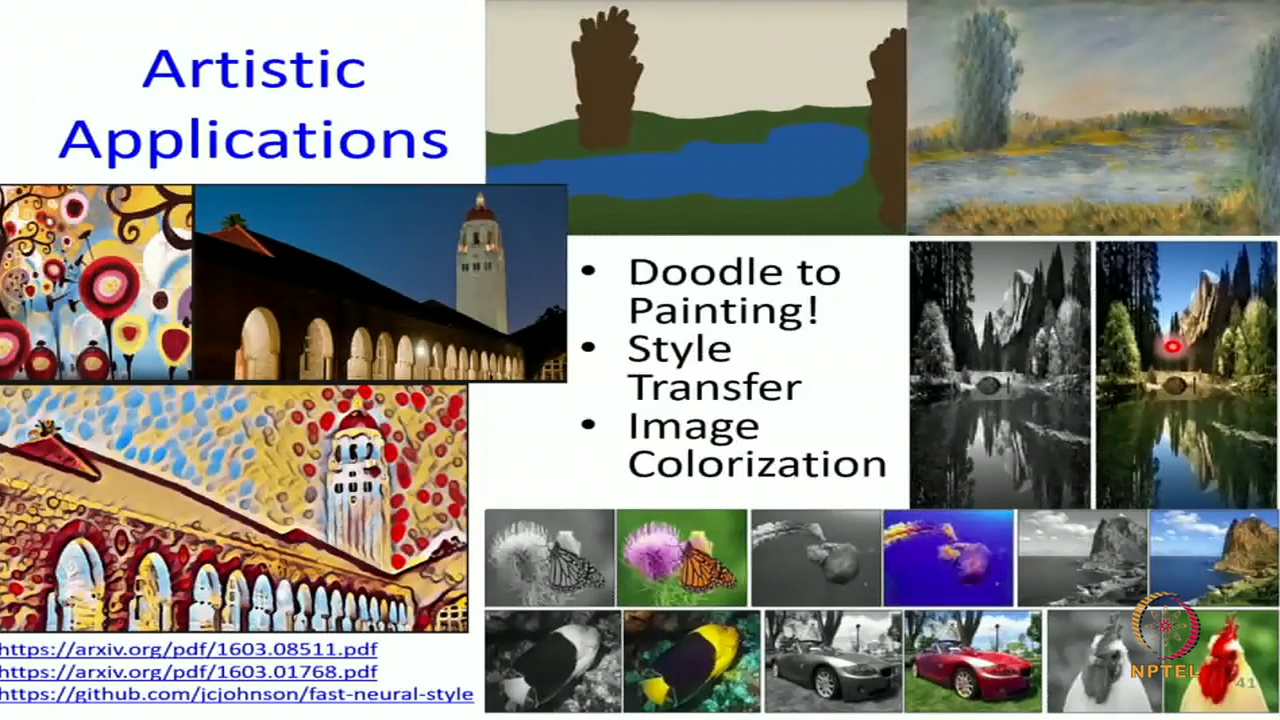 Artistic
Applications
• Doodle to
Painting!
• Style
Transfer
• Image
Colorization
https://arxiv.org/pdf/1603.08511.pdf
https://arxiv.org/pdf/1603.01768.pdf
https://github.com/jcjohnson/fast-neural-style
NPTEL
41